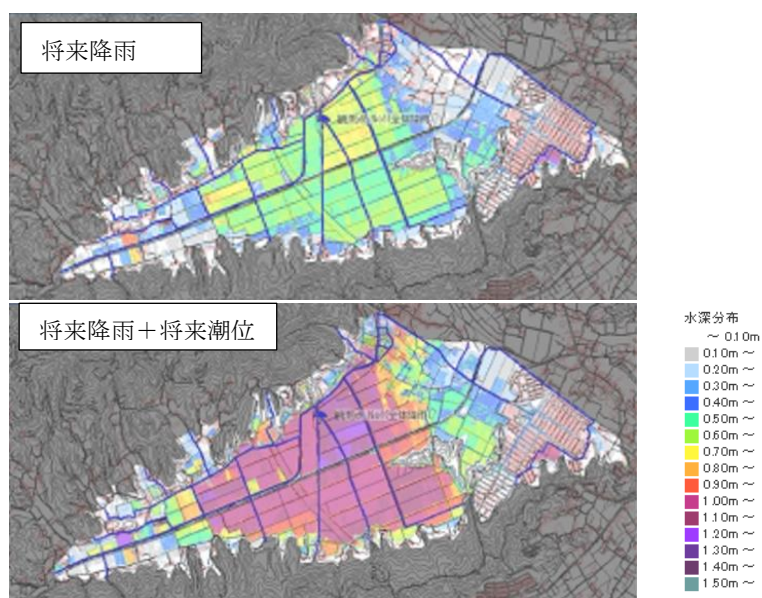 将来降雨
将来降雨+将来潮位
水深分布
~ 0.10m
0.10m ~
0.20m ~
0.30m ~
0.40m ~
0.50m ~
0.60m ~
0.70m ~
0.80m ~
0.90m ~
1.00m ~
1.10m ~
1.20m ~
1.30m ~
1.40m ~
1.50m ~